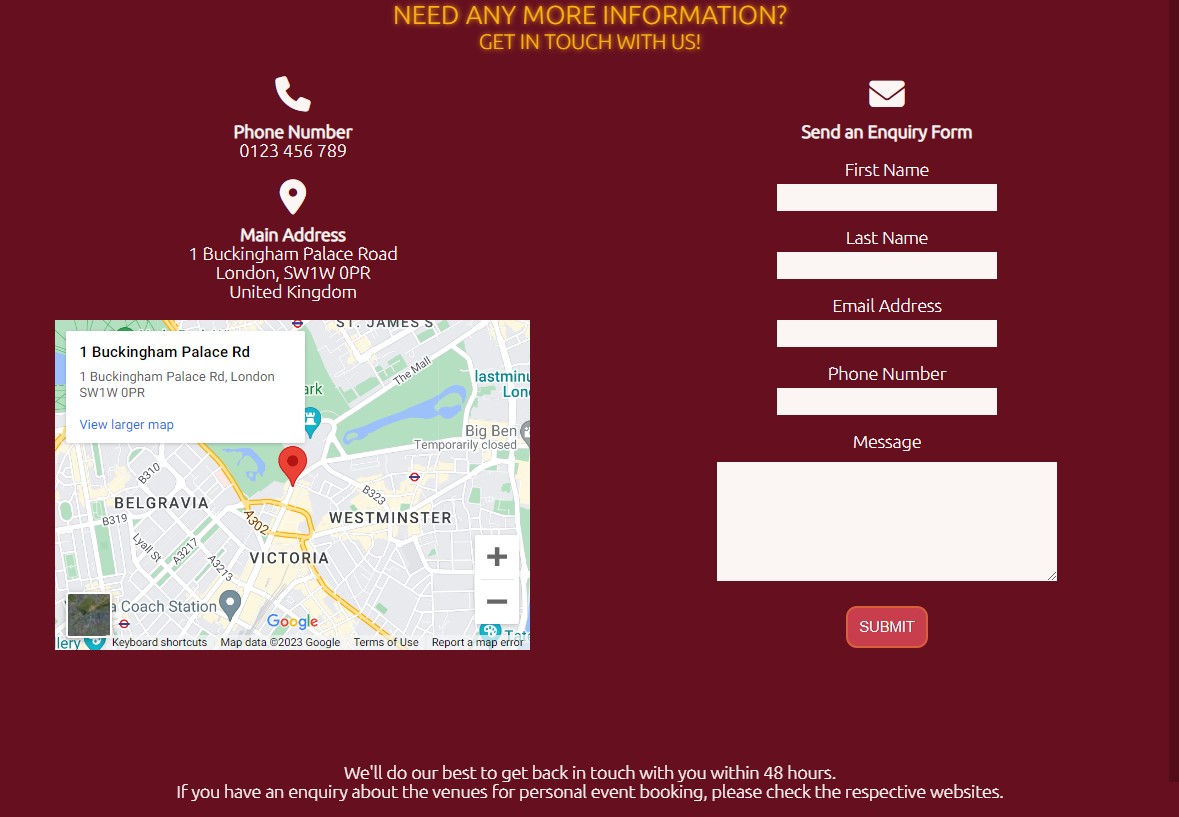 NEED ANY MORE INFORMATION?
GET IN TOUCH WITH US!
Phone Number
0123 456 789
Main Address
1 Buckingham Palace Road
London, SW1W 0PR
United Kingdom
1 Buckingham Palace Rd
1 Buckingham Palace Rd, London
SW1W 0PR
View larger map
ST. JAMES'S
The Mall
ark
lastminu
Lon
Big Ben
Temporarily closed
B310
BELGRAVIA
B319
B323
A302
WESTMINSTER
Lyall St
A3217
A3213
VICTORIA
a Coach Station
Google
Tat
lery
Keyboard shortcuts
Map data ©2023 Google
Terms of Use
Report a map error
Send an Enquiry Form
First Name
Last Name
Email Address
Phone Number
Message
SUBMIT
We'll do our best to get back in touch with you within 48 hours.
If you have an enquiry about the venues for personal event booking, please check the respective websites.